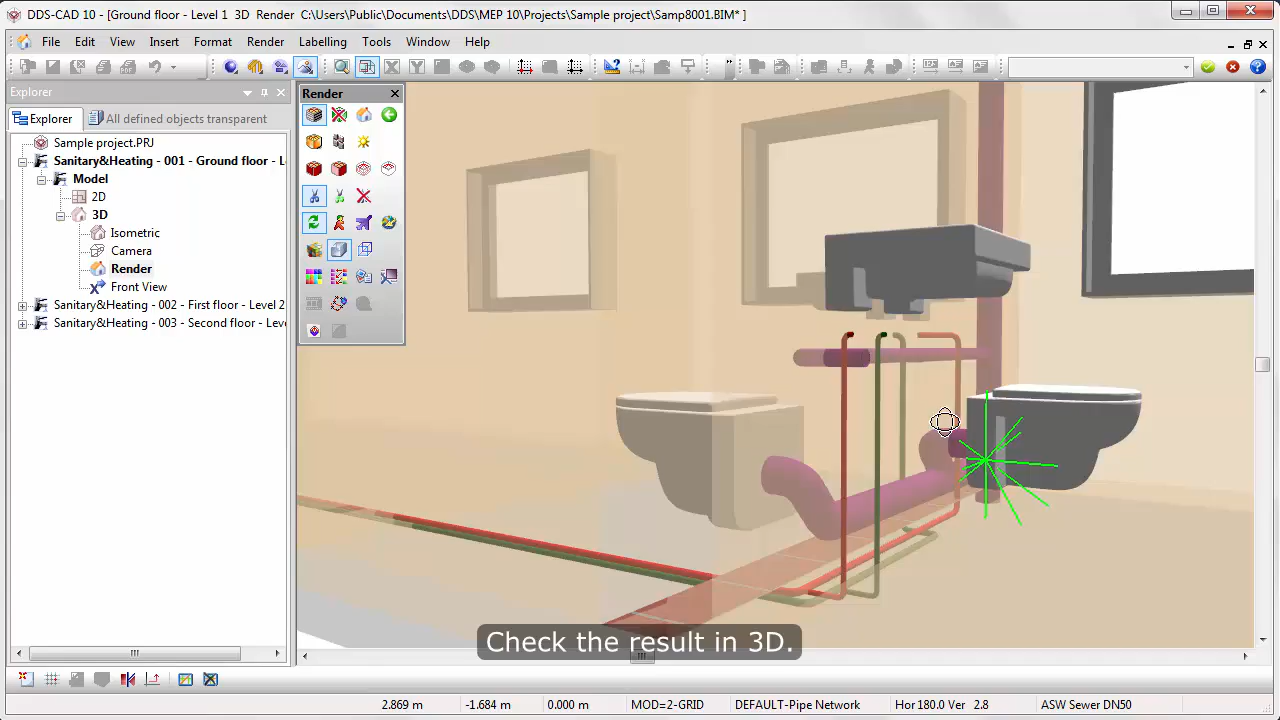 DDS-CAD 10 - [Ground floor - Level 1 3D Render C:\Users\Public\Documents\DDS\MEP 10\Projects\Sample project\Samp8001.BIM* ]
File Edit View Insert Format Render Labelling Tools Window Help
Explorer
Explorer All defined objects transparent
Sample project.PRJ
Sanitary&Heating - 001 - Ground floor - L
Model
2D
3D
Isometric
Camera
Render
Front View
Sanitary&Heating - 002 - First floor - Level 2
Sanitary&Heating - 003 - Second floor - Leve
Render
Check the result in 3D.
2.869 m -1.684 m 0.000 m MOD=2-GRID DEFAULT-Pipe Network Hor 180.0 Ver 2.8 ASW Sewer DN50